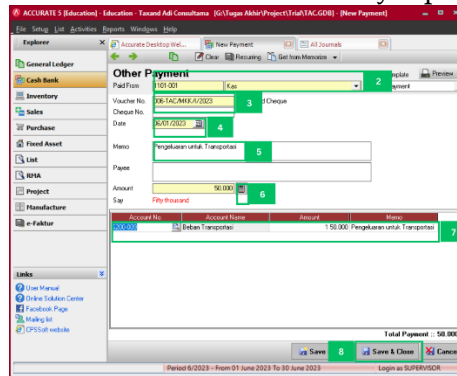 ACCURATE 5 [Education] - Education - Taxand Adi Consultama [G:\Tugas Akhir\Project\Trial\TAC.GDB] - [New Payment]
File Setup List Activities Reports Windows Help
Explorer
Accurate Desktop Wel...
New Payment
All Journals
Clear Recurring Get from Memorize
General Ledger
Cash Bank
Inventory
Sales
Purchase
Fixed Asset
List
RMA
Project
Manufacture
e-Faktur
Other Payment
Preview
Paid From 1101-001 Kas 2
Voucher No. 006-TAC/MKK/I/2023 3 d Cheque
Cheque No.
Date 06/01/2023 4
Memo Pengeluaran untuk Transportasi 5
Payee
Amount 50.000 6
Say Fifty thousand
Account No. Account Name Amount Memo
Beban Transportasi 1 50.000 Pengeluaran untuk Transportasi 7
Links
User Manual
Online Solution Center
Facebook Page
Mailing list
CPSSoft website
Total Payment :: 50.000
Save 8 Save & Close Cance
Period 6/2023 - From 01 June 2023 To 30 June 2023 Login as SUPERVISOR